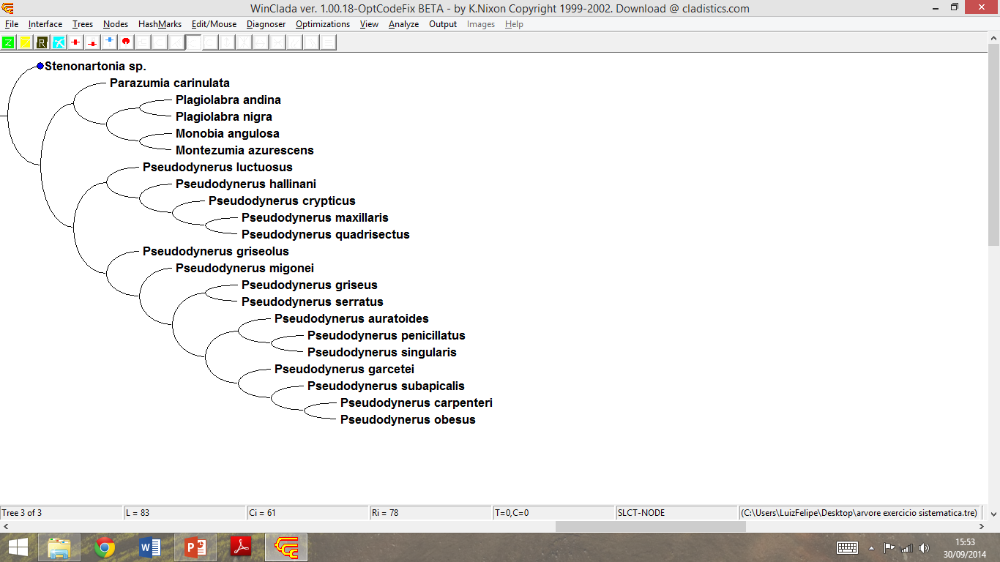 WinClada ver. 1.00.18-OptCodeFix BETA - by K.Nixon Copyright 1999-2002. Download @ cladistics.com
File Interface Trees Nodes HashMarks Edit/Mouse Diagnoser Optimizations View Analyze Output Images Help
Stenonartonia sp.
Parazumia carinulata
Plagiolabra andina
Plagiolabra nigra
Monobia angulosa
Montezumia azurescens
Pseudodynerus luctuosus
Pseudodynerus hallinani
Pseudodynerus crypticus
Pseudodynerus maxillaris
Pseudodynerus quadrisectus
Pseudodynerus griseolus
Pseudodynerus migonei
Pseudodynerus griseus
Pseudodynerus serratus
Pseudodynerus auratoides
Pseudodynerus penicillatus
Pseudodynerus singularis
Pseudodynerus garcetei
Pseudodynerus subapicalis
Pseudodynerus carpenteri
Pseudodynerus obesus
Tree 3 of 3 L = 83 Ci = 61 Ri = 78 T=0,C=0 SLCT-NODE (C:\Users\LuizFelipe\Desktop\arvore exercicio sistematica.tre)
15:53
30/09/2014